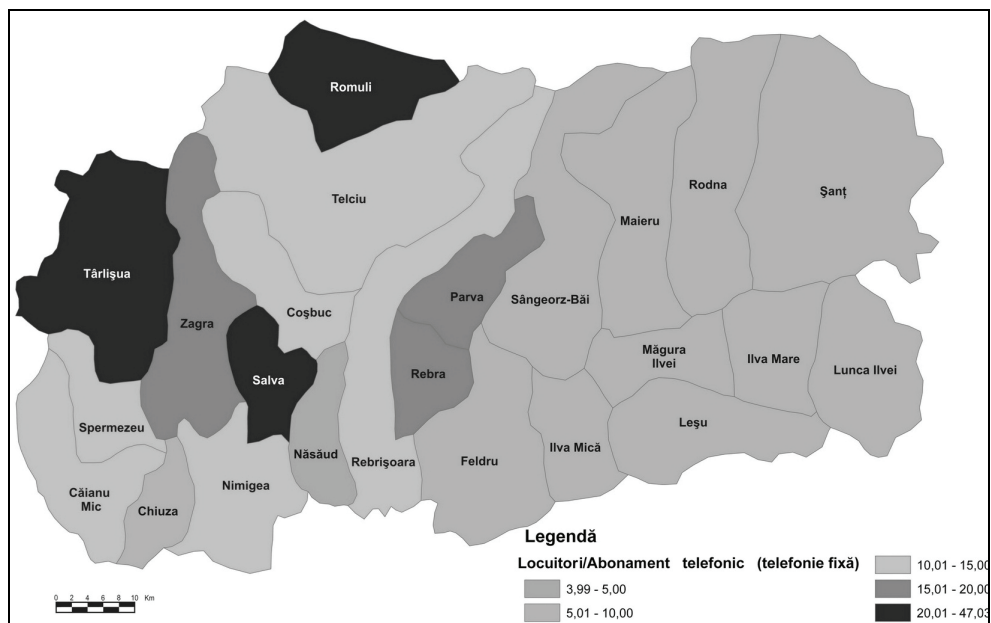 Romuli
Telciu
Rodna
Şanţ
Maieru
Târlişua
Parva
Sângeorz-Băi
Coşbuc
Zagra
Măgura
Ilvei
Ilva Mare
Lunca Ilvei
Rebra
Salva
Leşu
Spermezeu
Ilva Mică
Năsăud
Rebrişoara
Feldru
Nimigea
Căianu
Mic
Chiuza
Legendă
Locuitori/Abonament telefonic (telefonie fixă)
3,99 - 5,00
5,01 - 10,00
10,01 - 15,00
15,01 - 20,00
20,01 - 47,03
0 2 4 6 8 10 Km